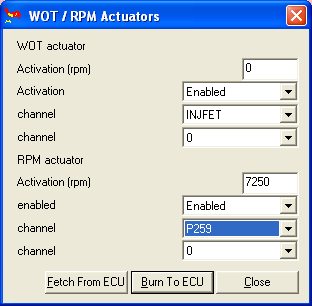 WOT / RPM Actuators
WOT actuator
Activation (rpm) 0
Activation Enabled
channel INJFET
channel 0
RPM actuator
Activation (rpm) 7250
enabled Enabled
channel P259
channel 0
Fetch From ECU Burn To ECU Close